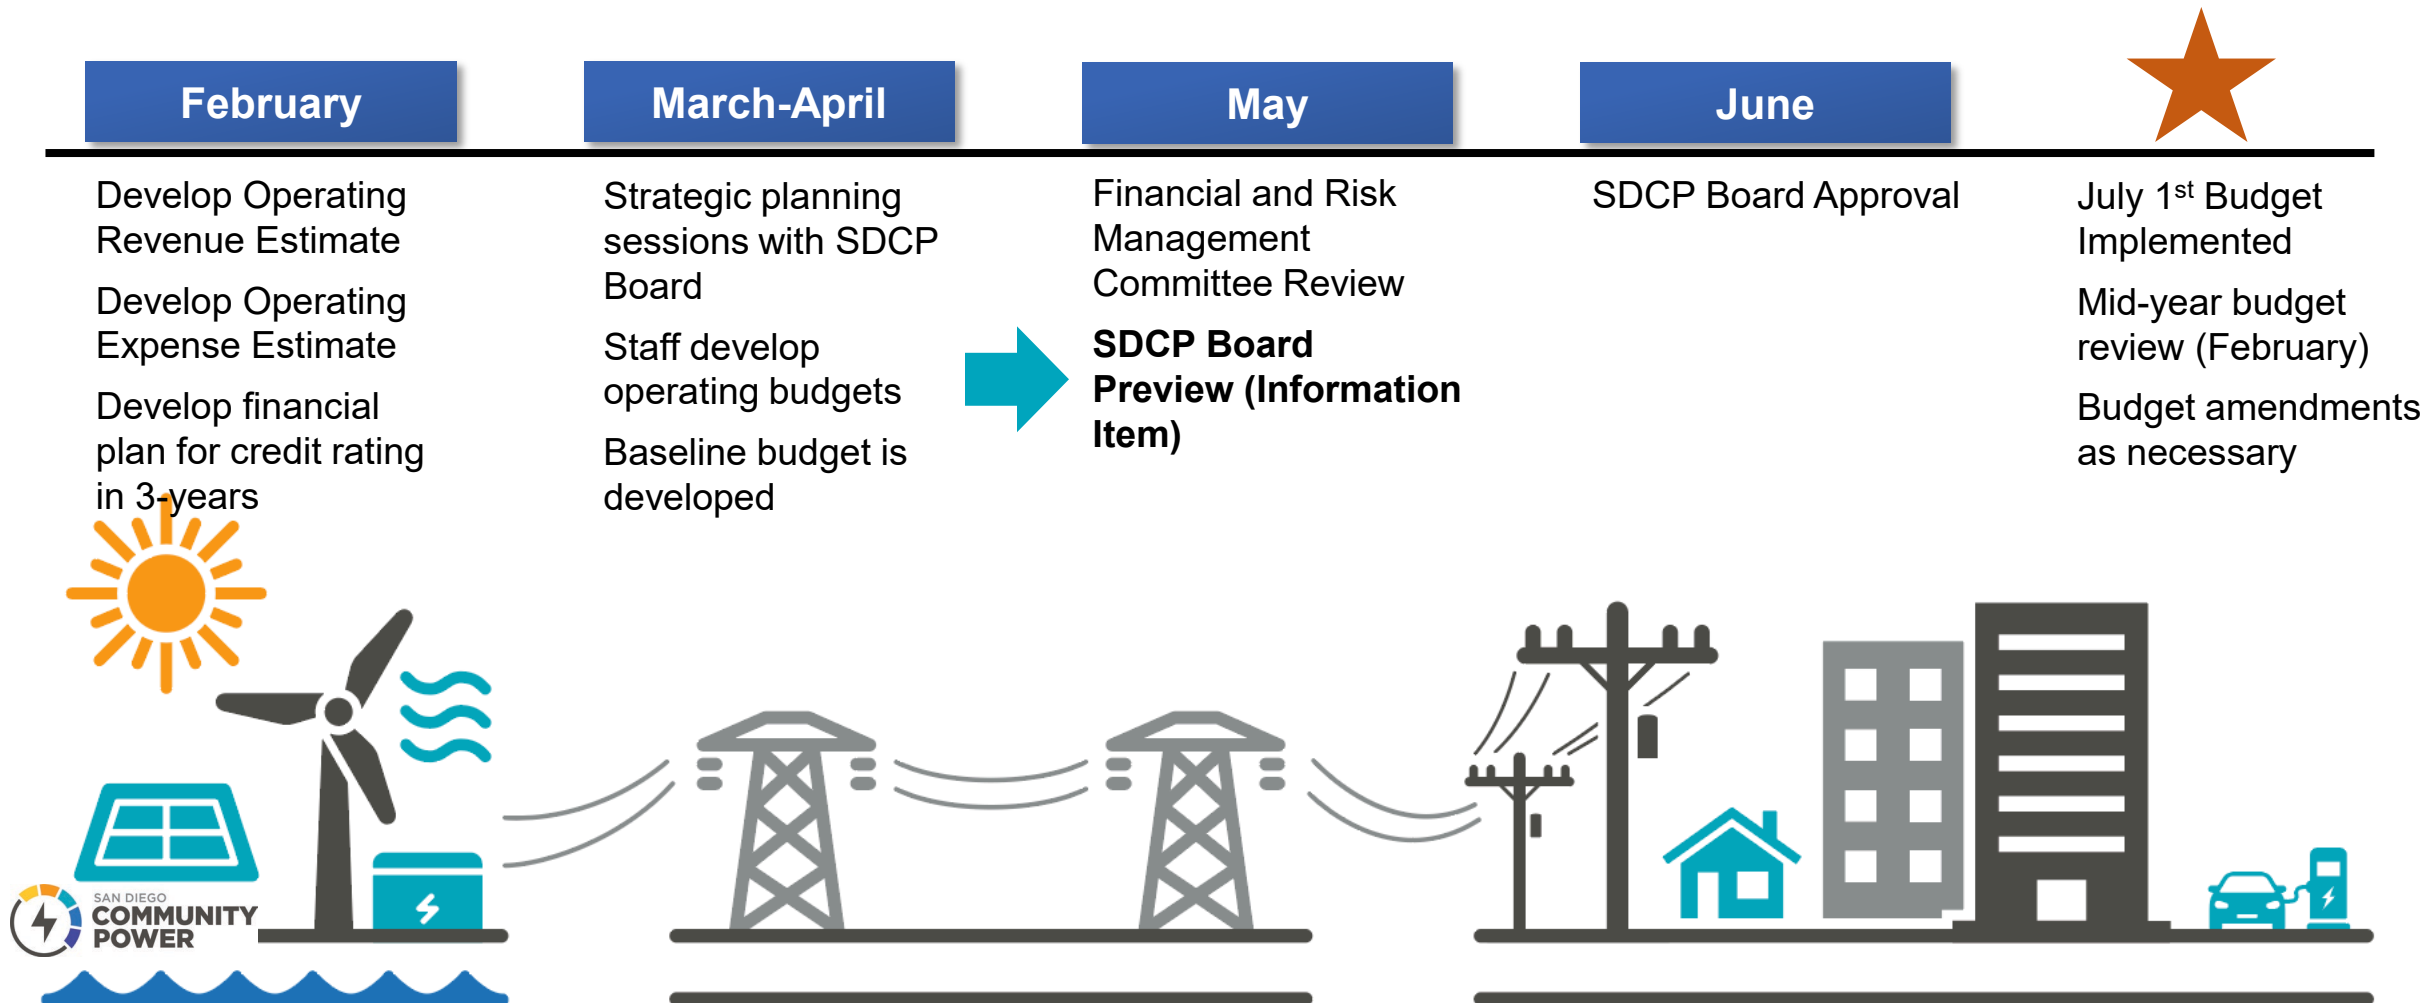 February
Develop Operating
Revenue Estimate
Develop Operating
Expense Estimate
Develop financial
plan for credit rating
in 3-years
March-April
Strategic planning
sessions with SDCP
Board
Staff develop
operating budgets
Baseline budget is
developed
May
Financial and Risk
Management
Committee Review
SDCP Board
Preview (Information
Item)
June
SDCP Board Approval
July 1st Budget
Implemented
Mid-year budget
review (February)
Budget amendments
as necessary
SAN DIEGO
COMMUNITY
POWER